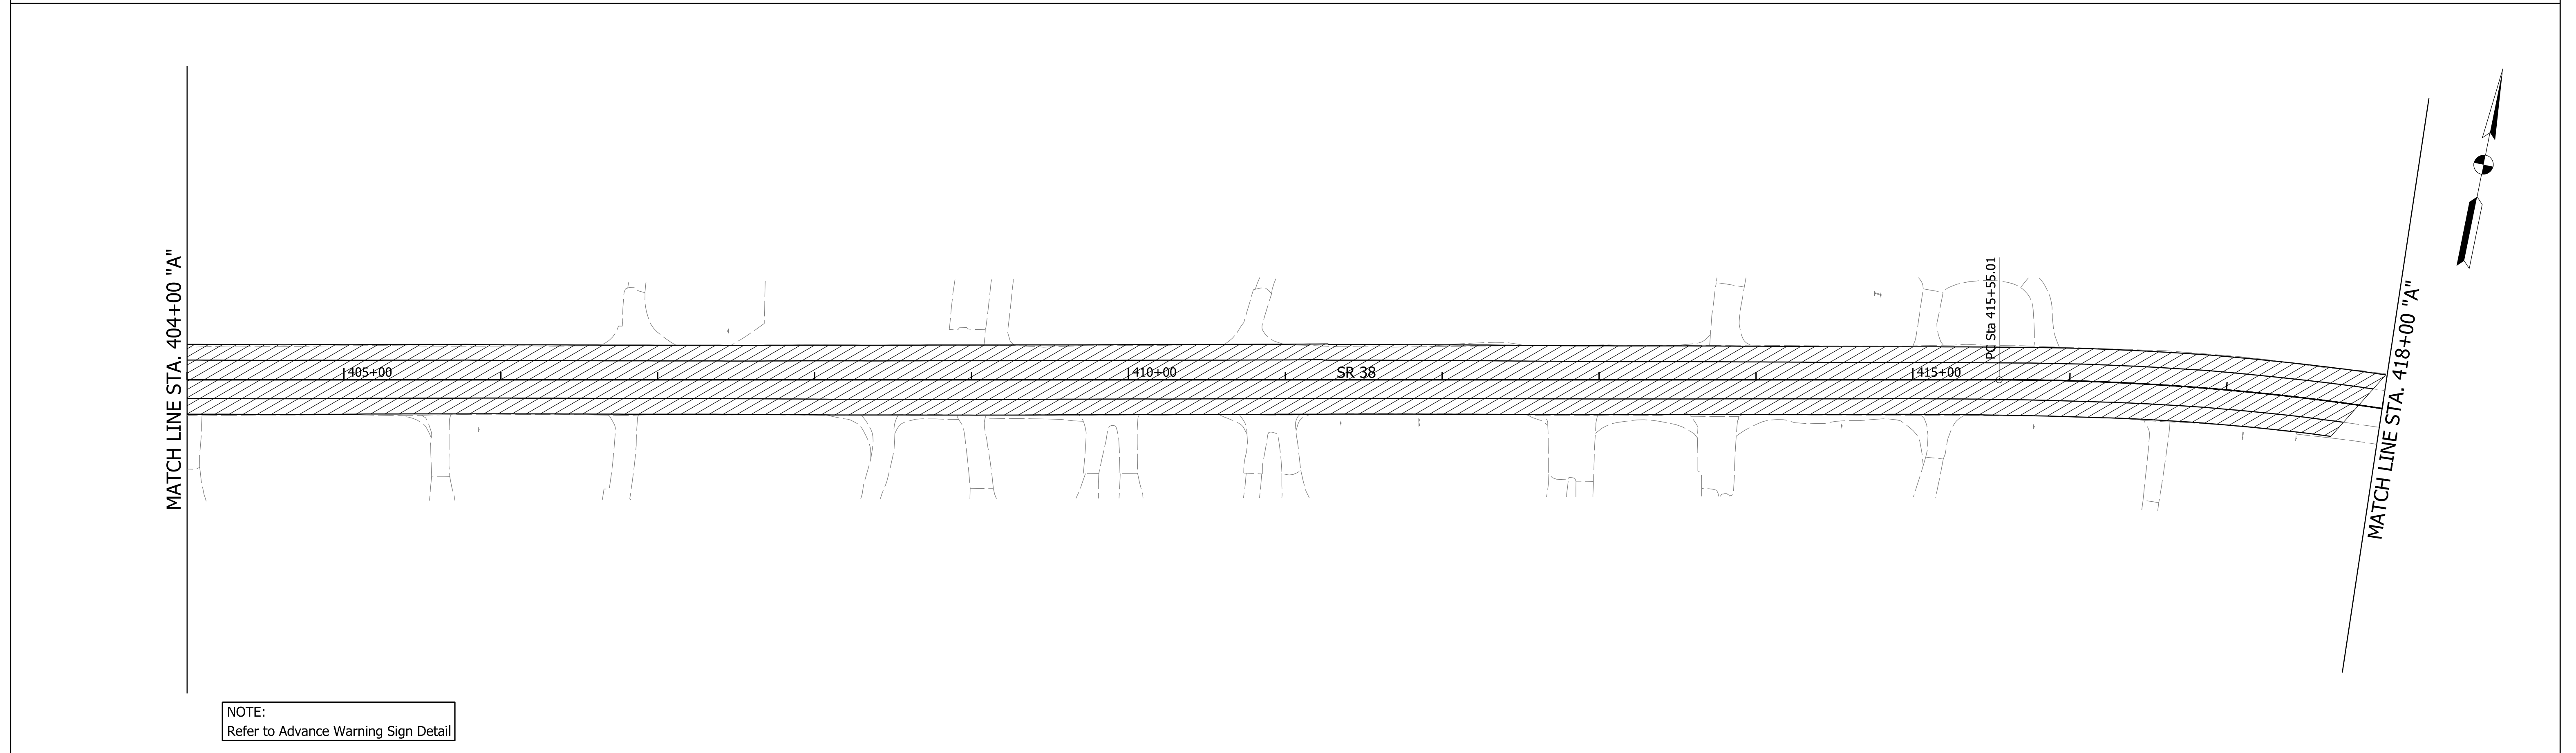 MATCH LINE STA. 404+00 "A"
405+00
410+00
SR 38
415+00
PC Sta 415+55.01
MATCH LINE STA. 418+00 "A"
NOTE:
Refer to Advance Warning Sign Detail